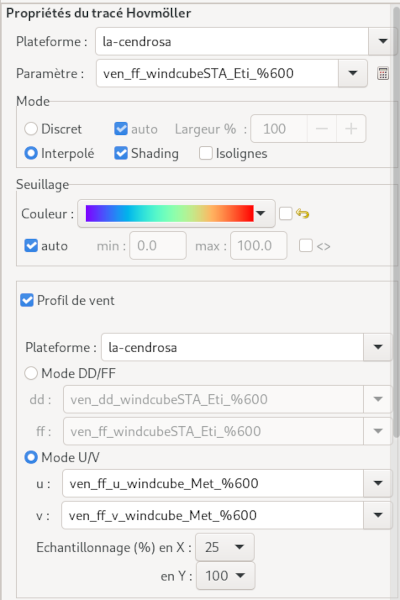 Propriétés du tracé Hovmöller
Plateforme : la-cendrosa
Paramètre : ven_ff_windcubeSTA_Eti_%600
Mode
Discret auto Largeur % : 100
Interpolé Shading Isolignes
Seuillage
Couleur :
auto min : 0.0 max : 100.0 <>
Profil de vent
Plateforme : la-cendrosa
Mode DD/FF
dd : ven_dd_windcubeSTA_Eti_%600
ff : ven_ff_windcubeSTA_Eti_%600
Mode U/V
u : ven_ff_u_windcube_Met_%600
v : ven_ff_v_windcube_Met_%600
Echantillonnage (%) en X : 25
en Y : 100